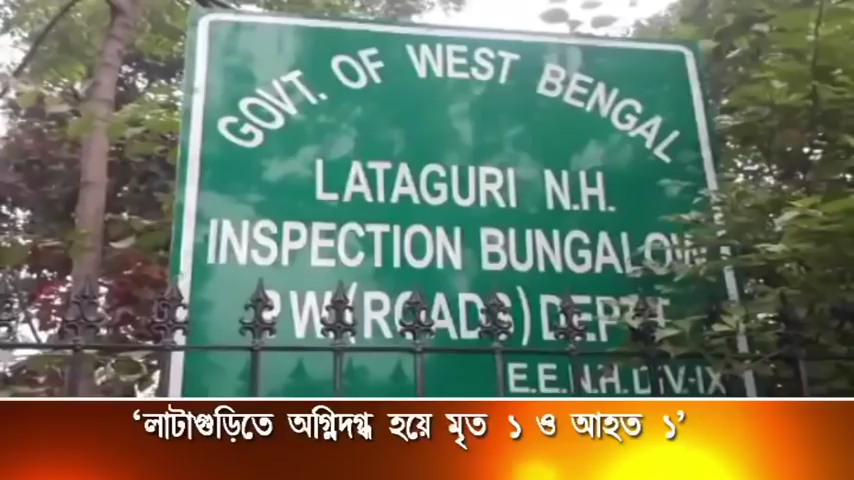 GOVT. OF WEST BENGAL
LATAGURI N.H.
INSPECTION BUNGALOW
P.W(ROADS) DEPTT
E.E.N.H.DIV-IX
‘লাটাগুড়িতে অগ্নিদগ্ধ হয়ে মৃত ১ ও আহত ১’